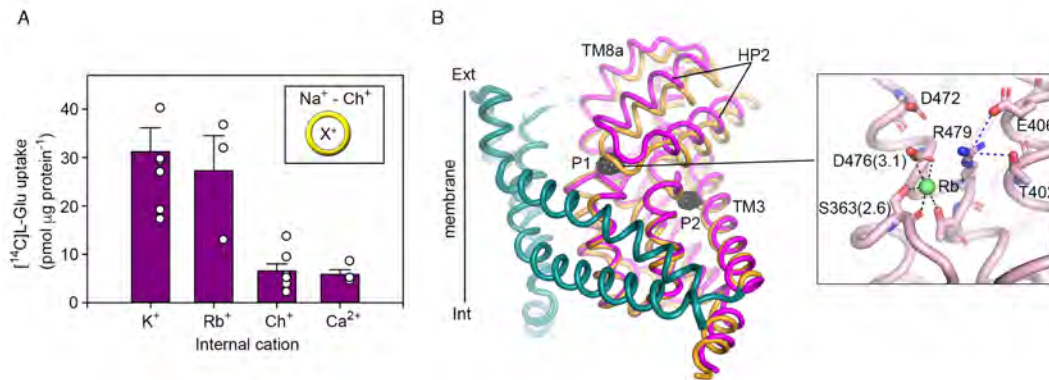 A
[¹⁴C]L-Glu uptake
(pmol µg protein⁻¹)
40
30
20
10
0
Na⁺ - Ch⁺
X⁺
K⁺
Rb⁺
Ch⁺
Ca²⁺
Internal cation
B
Ext
membrane
Int
TM8a
HP2
P1
P2
TM3
D472
R479
E406
D476(3.1)
Rb
S363(2.6)
T402